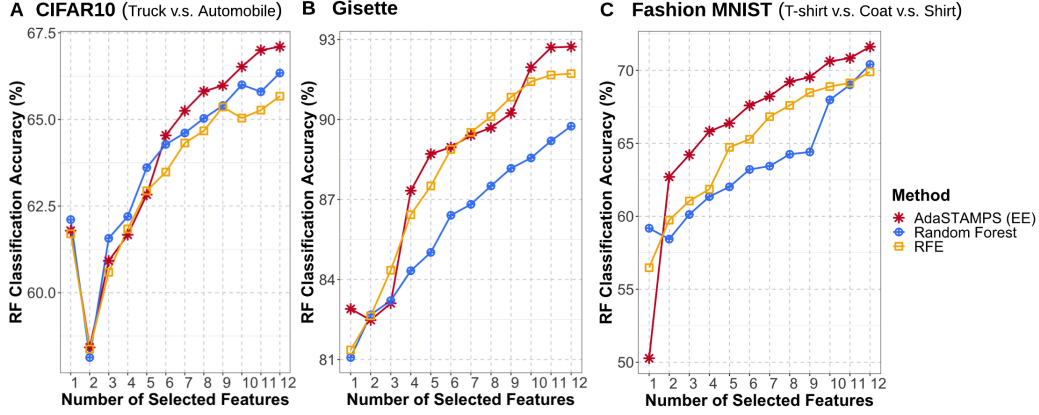 A CIFAR10 (Truck v.s. Automobile)
RF Classification Accuracy (%)
67.5
65.0
62.5
60.0
1 2 3 4 5 6 7 8 9 10 11 12
Number of Selected Features
B Gisette
RF Classification Accuracy (%)
93
90
87
84
81
1 2 3 4 5 6 7 8 9 10 11 12
Number of Selected Features
C Fashion MNIST (T-shirt v.s. Coat v.s. Shirt)
RF Classification Accuracy (%)
70
65
60
55
50
1 2 3 4 5 6 7 8 9 10 11 12
Number of Selected Features
Method
AdaSTAMPS (EE)
Random Forest
RFE